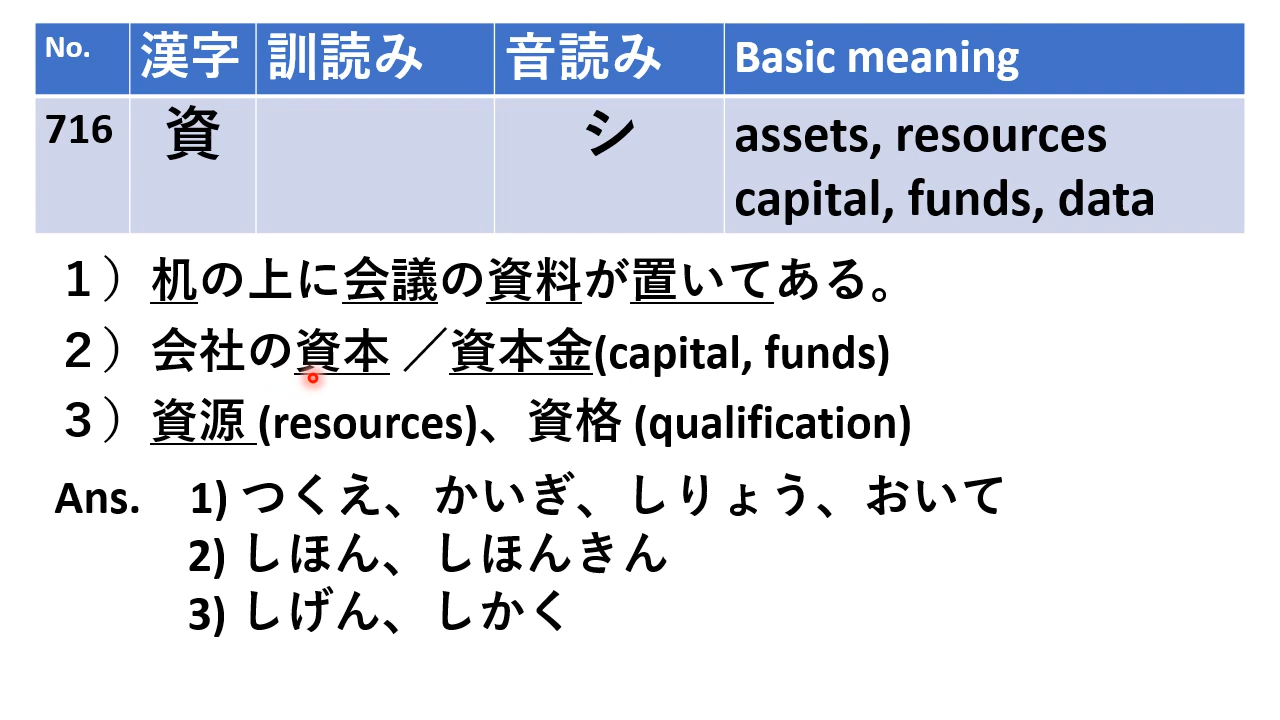 No. 漢字 訓読み 音読み Basic meaning
716 資 シ assets, resources
capital, funds, data
１）机の上に会議の資料が置いてある。
２）会社の資本 ／資本金(capital, funds)
３）資源 (resources)、資格 (qualification)
Ans. 1) つくえ、かいぎ、しりょう、おいて
2) しほん、しほんきん
3) しげん、しかく